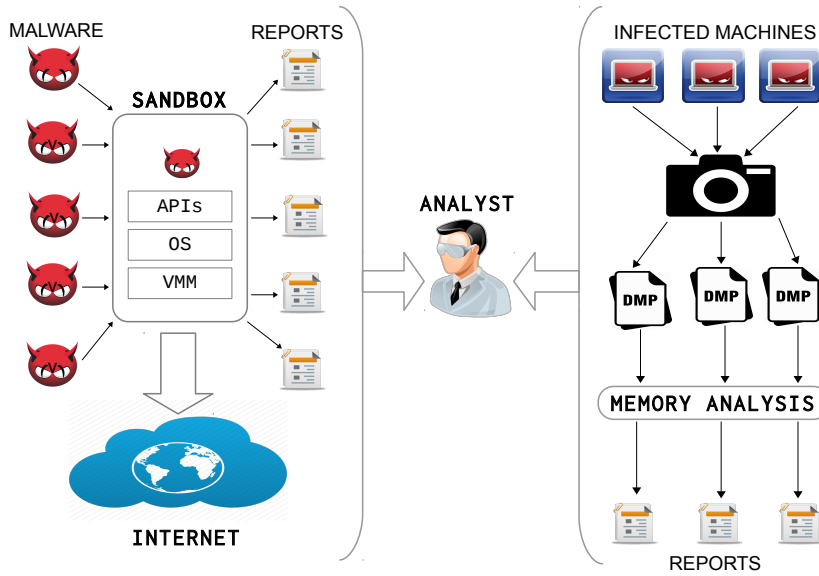 MALWARE
REPORTS
SANDBOX
V
V
V
V
APIs
OS
VMM
INTERNET
ANALYST
INFECTED MACHINES
DMP
DMP
DMP
MEMORY ANALYSIS
REPORTS